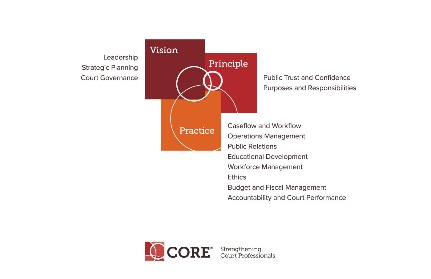 Vision
Leadership
Strategic Planning
Court Governance
Principle
Public Trust and Confidence
Purposes and Responsibilities
Practice
Caseflow and Workflow
Operations Management
Public Relations
Educational Development
Workforce Management
Ethics
Budget and Fiscal Management
Accountability and Court Performance
CORE®
Strengthening
Court Professionals